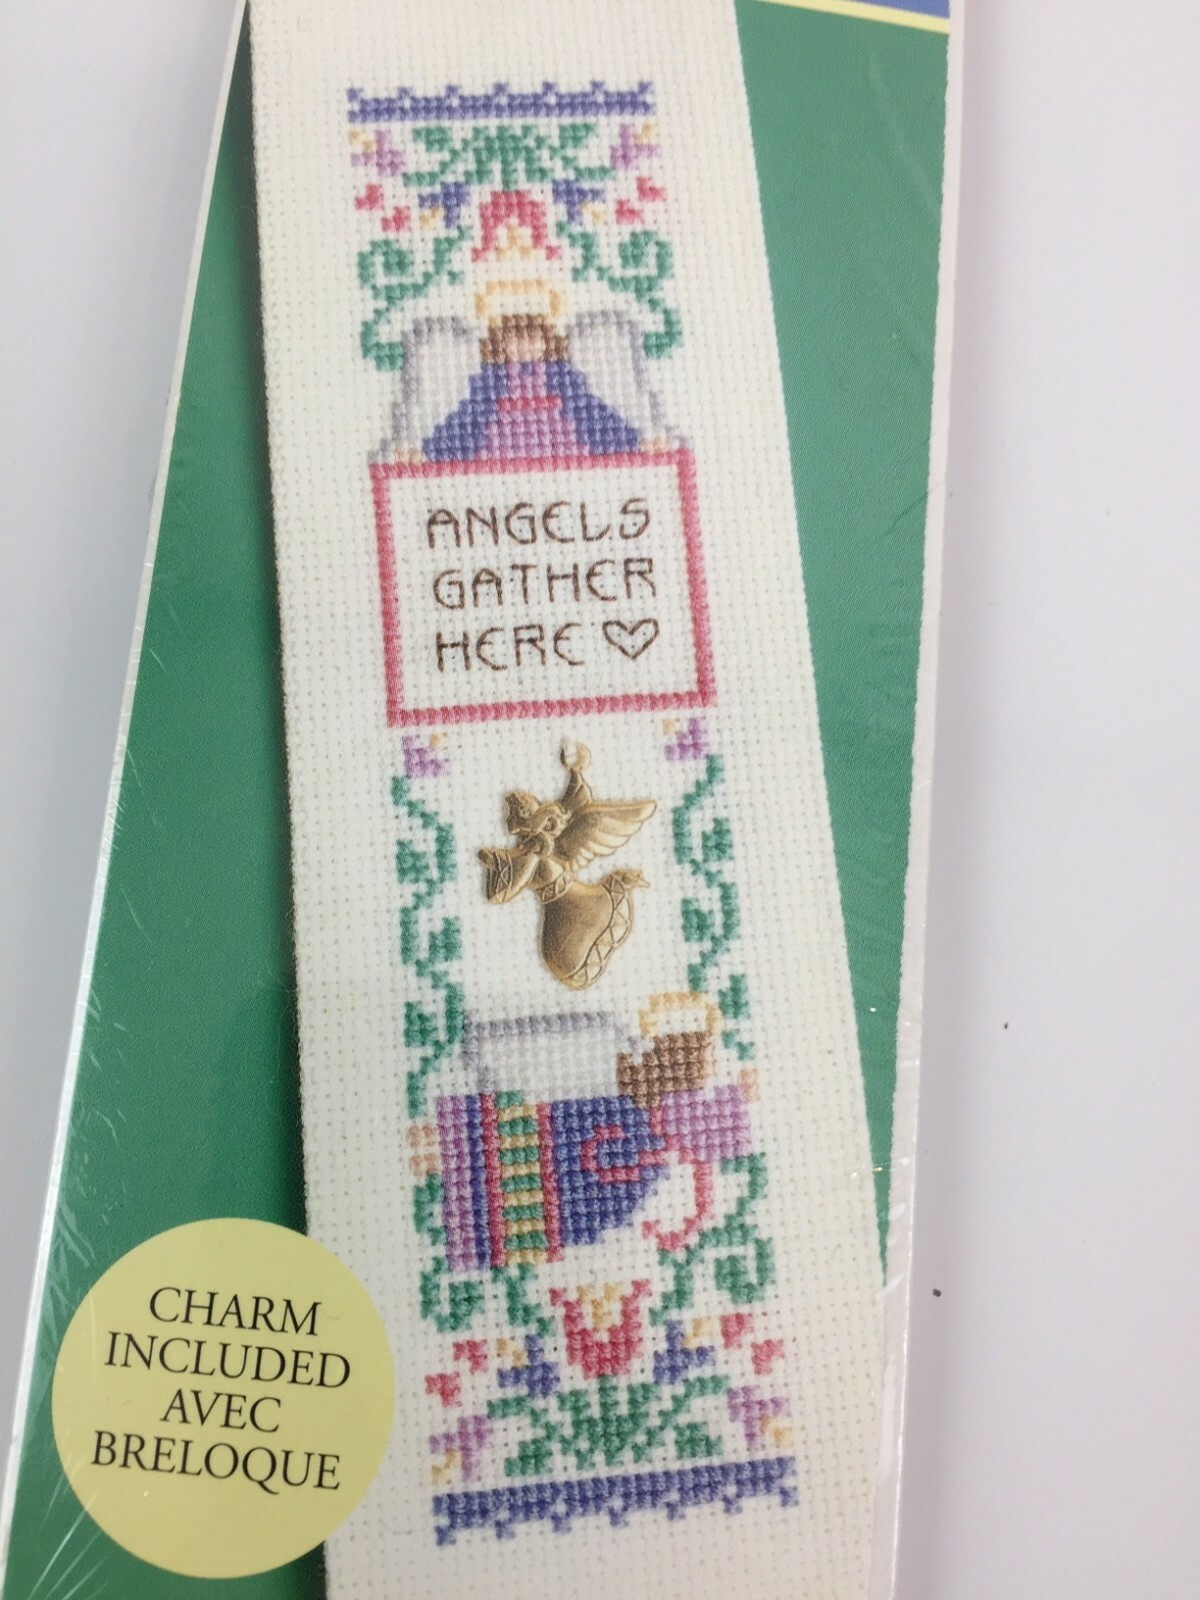 ANGELS
GATHER
HERE
CHARM
INCLUDED
AVEC
BRELOQUE